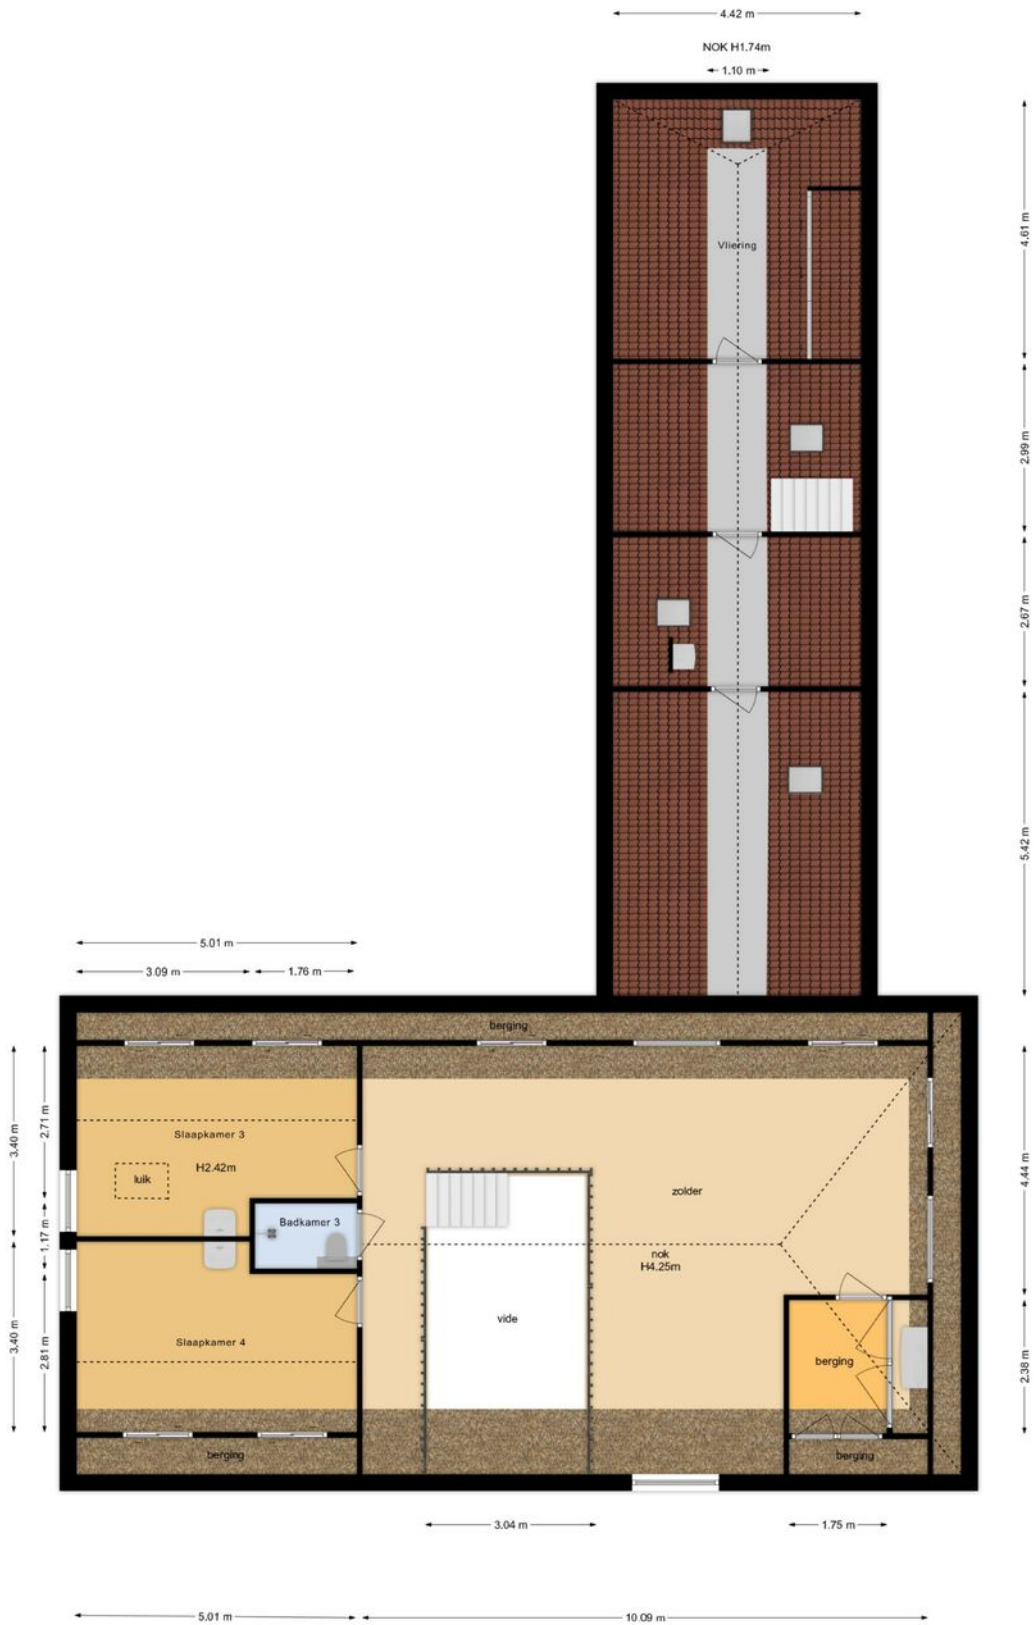 4.42 m
NOK H1.74m
1.10 m
4.61 m
Vliering
2.99 m
2.67 m
5.42 m
5.01 m
3.09 m
1.76 m
berging
3.40 m
2.71 m
Slaapkamer 3
H2.42m
luik
1.17 m
Badkamer 3
zolder
4.44 m
nok
H4.25m
vide
3.40 m
2.81 m
Slaapkamer 4
berging
2.38 m
berging
berging
3.04 m
1.75 m
5.01 m
10.09 m